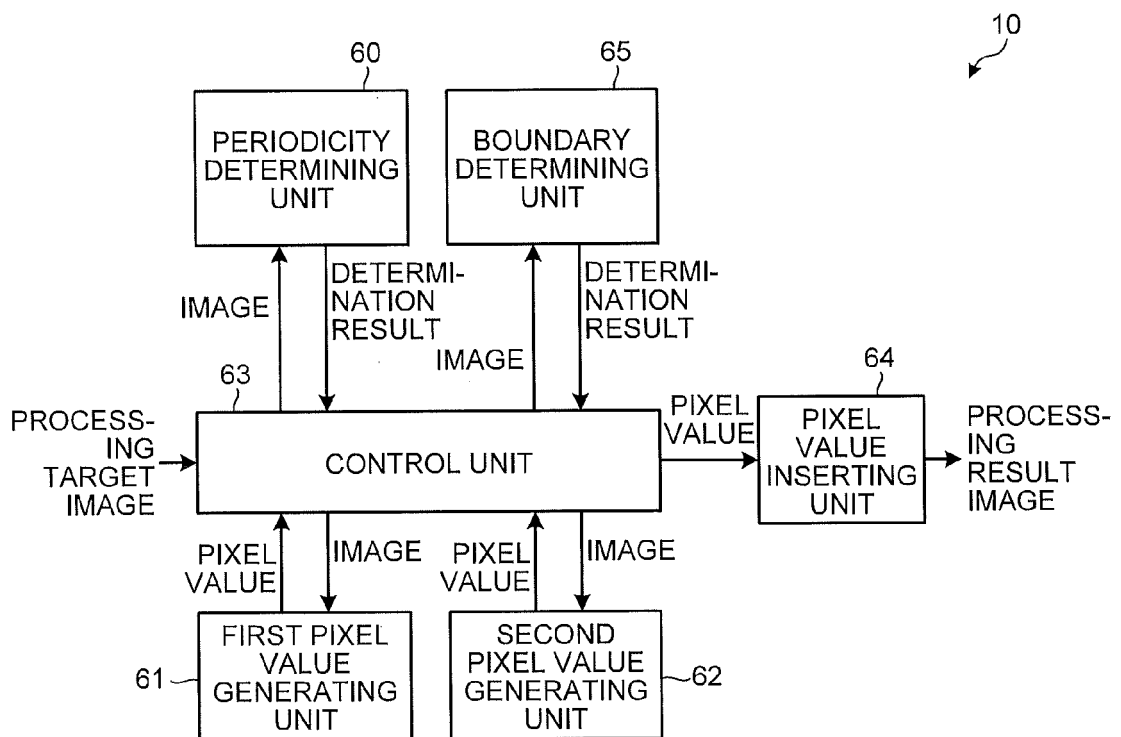 10
60
65
PERIODICITY
DETERMINING
UNIT
BOUNDARY
DETERMINING
UNIT
IMAGE
DETERMI-
NATION
RESULT
IMAGE
DETERMI-
NATION
RESULT
63
64
PROCESS-
ING
TARGET
IMAGE
CONTROL UNIT
PIXEL
VALUE
PIXEL
VALUE
INSERTING
UNIT
PROCESS-
ING
RESULT
IMAGE
PIXEL
VALUE
IMAGE
PIXEL
VALUE
IMAGE
61
FIRST PIXEL
VALUE
GENERATING
UNIT
SECOND
PIXEL VALUE
GENERATING
UNIT
62